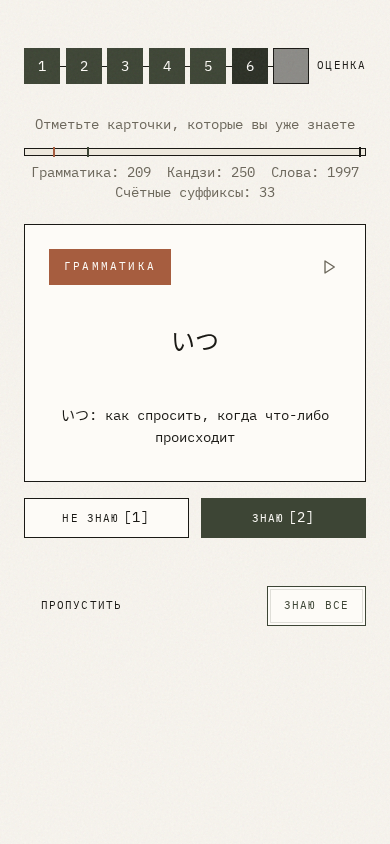 1 2 3 4 5 6 ОЦЕНКА
Отметьте карточки, которые вы уже знаете
Грамматика: 209 Кандзи: 250 Слова: 1997
Счётные суффиксы: 33
ГРАММАТИКА
いつ
いつ: как спросить, когда что-либо
происходит
НЕ ЗНАЮ [1] ЗНАЮ [2]
ПРОПУСТИТЬ ЗНАЮ ВСЕ